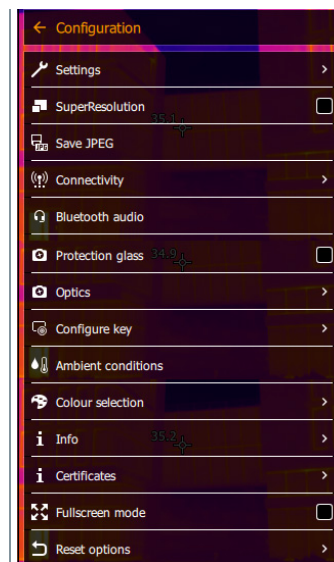 Configuration
Settings
SuperResolution
35.1
Save JPEG
Connectivity
Bluetooth audio
Protection glass
34.9
Optics
Configure key
Ambient conditions
Colour selection
Info
35.2
Certificates
Fullscreen mode
Reset options